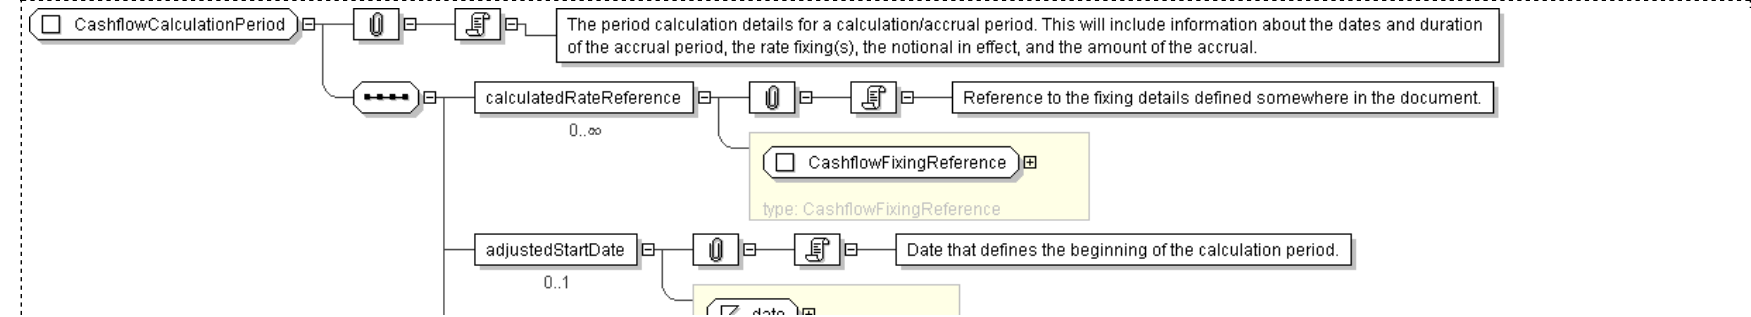 CashflowCalculationPeriod
The period calculation details for a calculation/accrual period. This will include information about the dates and duration
of the accrual period, the rate fixing(s), the notional in effect, and the amount of the accrual.
calculatedRateReference
Reference to the fixing details defined somewhere in the document.
0..∞
CashflowFixingReference
type: CashflowFixingReference
adjustedStartDate
Date that defines the beginning of the calculation period.
0..1
date